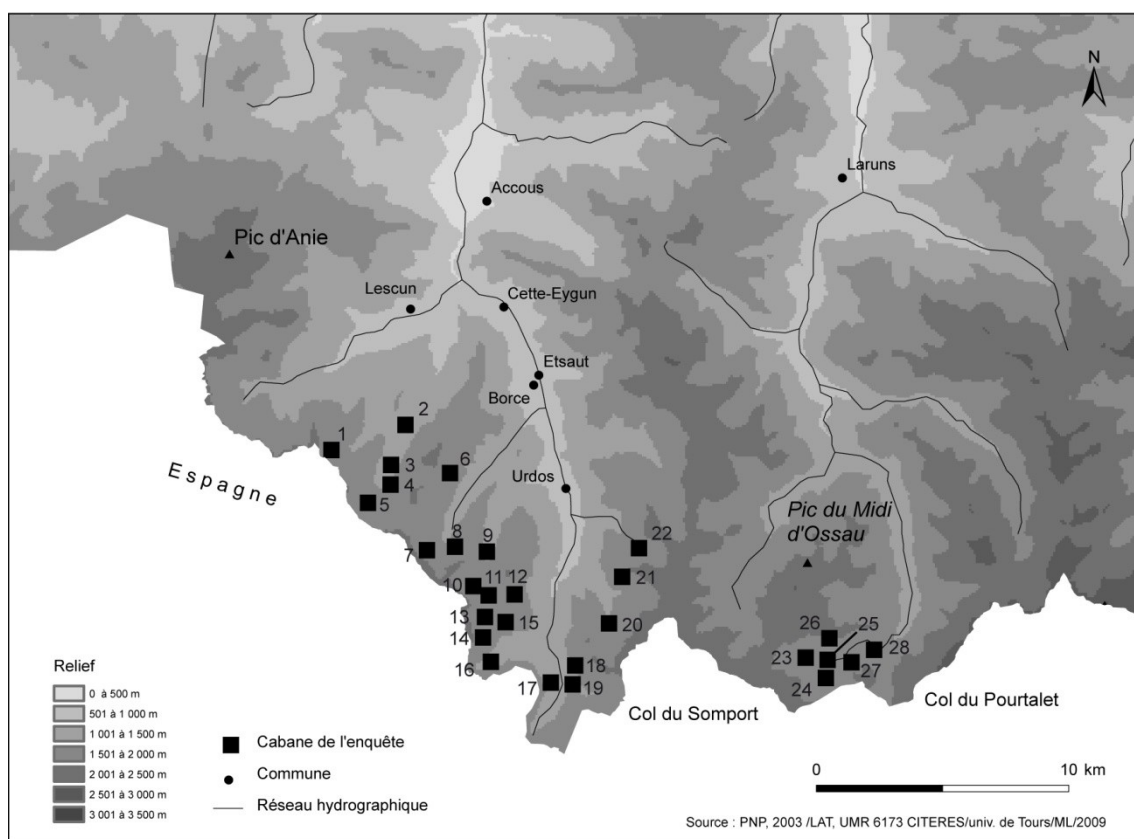 N
Laruns
Accous
Pic d'Anie
Lescun
Cette-Eygun
Etsaut
Borce
2
1
3
6
4
Espagne
5
Urdos
Pic du Midi
d'Ossau
8
9
7
22
10
11
12
21
13
15
14
20
26
25
28
16
23
27
18
17
19
24
Relief
Col du Somport
Col du Pourtalet
0 à 500 m
501 à 1 000 m
1 001 à 1 500 m
1 501 à 2 000 m
2 001 à 2 500 m
2 501 à 3 000 m
3 001 à 3 500 m
Cabane de l'enquête
Commune
Réseau hydrographique
0
10 km
Source : PNP, 2003 /LAT, UMR 6173 CITERES/univ. de Tours/ML/2009